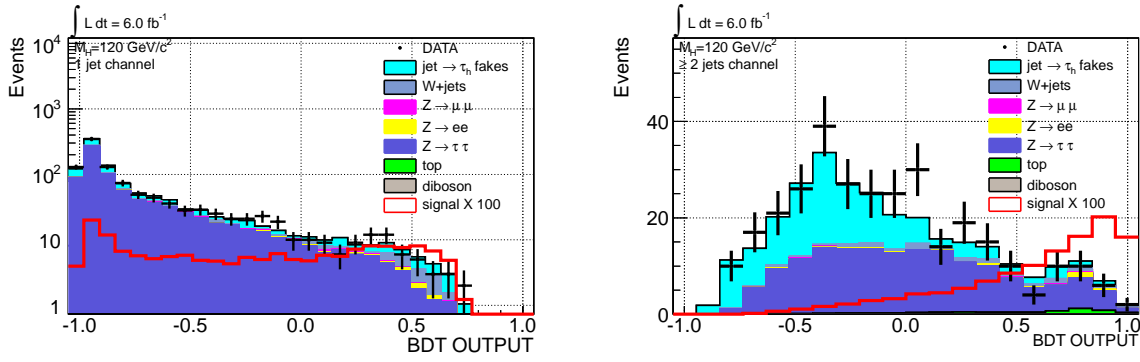 ∫ L dt = 6.0 fb⁻¹
M_H=120 GeV/c²
1 jet channel
Events
10⁴
10³
10²
10
1
DATA
jet → τ_h fakes
W+jets
Z → μ μ
Z → ee
Z → τ τ
top
diboson
signal X 100
-1.0 -0.5 0.0 0.5 1.0
BDT OUTPUT
∫ L dt = 6.0 fb⁻¹
M_H=120 GeV/c²
≥ 2 jets channel
Events
40
20
0
DATA
jet → τ_h fakes
W+jets
Z → μ μ
Z → ee
Z → τ τ
top
diboson
signal X 100
-1.0 -0.5 0.0 0.5 1.0
BDT OUTPUT